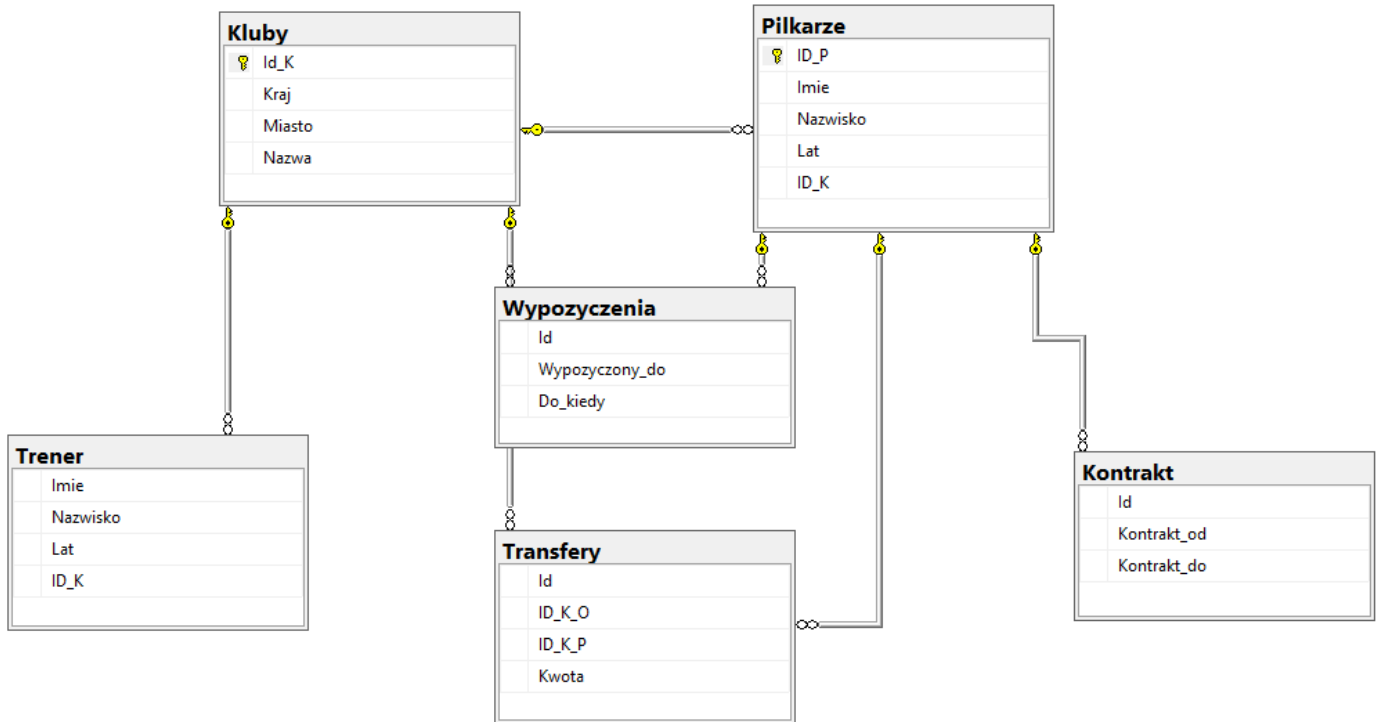 Kluby
Id_K
Kraj
Miasto
Nazwa
Pilkarze
ID_P
Imie
Nazwisko
Lat
ID_K
Wypozyczenia
Id
Wypozyczony_do
Do_kiedy
Trener
Imie
Nazwisko
Lat
ID_K
Transfery
Id
ID_K_O
ID_K_P
Kwota
Kontrakt
Id
Kontrakt_od
Kontrakt_do